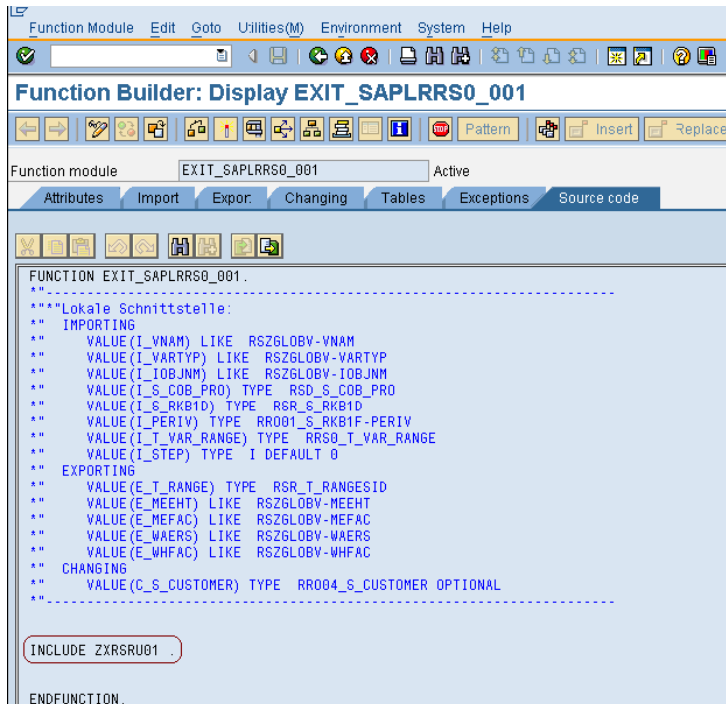 Function Module Edit Goto Utilities(M) Environment System Help
Function Builder: Display EXIT_SAPLRRS0_001
Pattern Insert Replace
Function module EXIT_SAPLRRS0_001 Active
Attributes Import Expor: Changing Tables Exceptions Source code
FUNCTION EXIT_SAPLRRS0_001.
*"----------------------------------------------------------------------
*"*"Lokale Schnittstelle:
*" IMPORTING
*" VALUE(I_VNAM) LIKE RSZGLOBV-VNAM
*" VALUE(I_VARTYP) LIKE RSZGLOBV-VARTYP
*" VALUE(I_IOBJNM) LIKE RSZGLOBV-IOBJNM
*" VALUE(I_S_COB_PRO) TYPE RSD_S_COB_PRO
*" VALUE(I_S_RKB1D) TYPE RSR_S_RKB1D
*" VALUE(I_PERIV) TYPE RRO01_S_RKB1F-PERIV
*" VALUE(I_T_VAR_RANGE) TYPE RRS0_T_VAR_RANGE
*" VALUE(I_STEP) TYPE I DEFAULT 0
*" EXPORTING
*" VALUE(E_T_RANGE) TYPE RSR_T_RANGESID
*" VALUE(E_MEEHT) LIKE RSZGLOBV-MEEHT
*" VALUE(E_MEFAC) LIKE RSZGLOBV-MEFAC
*" VALUE(E_WAERS) LIKE RSZGLOBV-WAERS
*" VALUE(E_WHFAC) LIKE RSZGLOBV-WHFAC
*" CHANGING
*" VALUE(C_S_CUSTOMER) TYPE RRO04_S_CUSTOMER OPTIONAL
*"----------------------------------------------------------------------
INCLUDE ZXRSRU01 .
ENDFUNCTION.